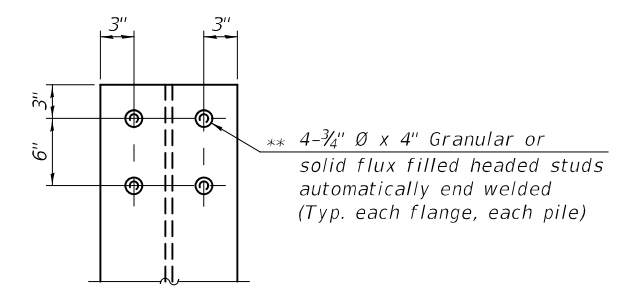 3"
3"
3"
6"
** 4-¾" Ø x 4" Granular or
solid flux filled headed studs
automatically end welded
(Typ. each flange, each pile)